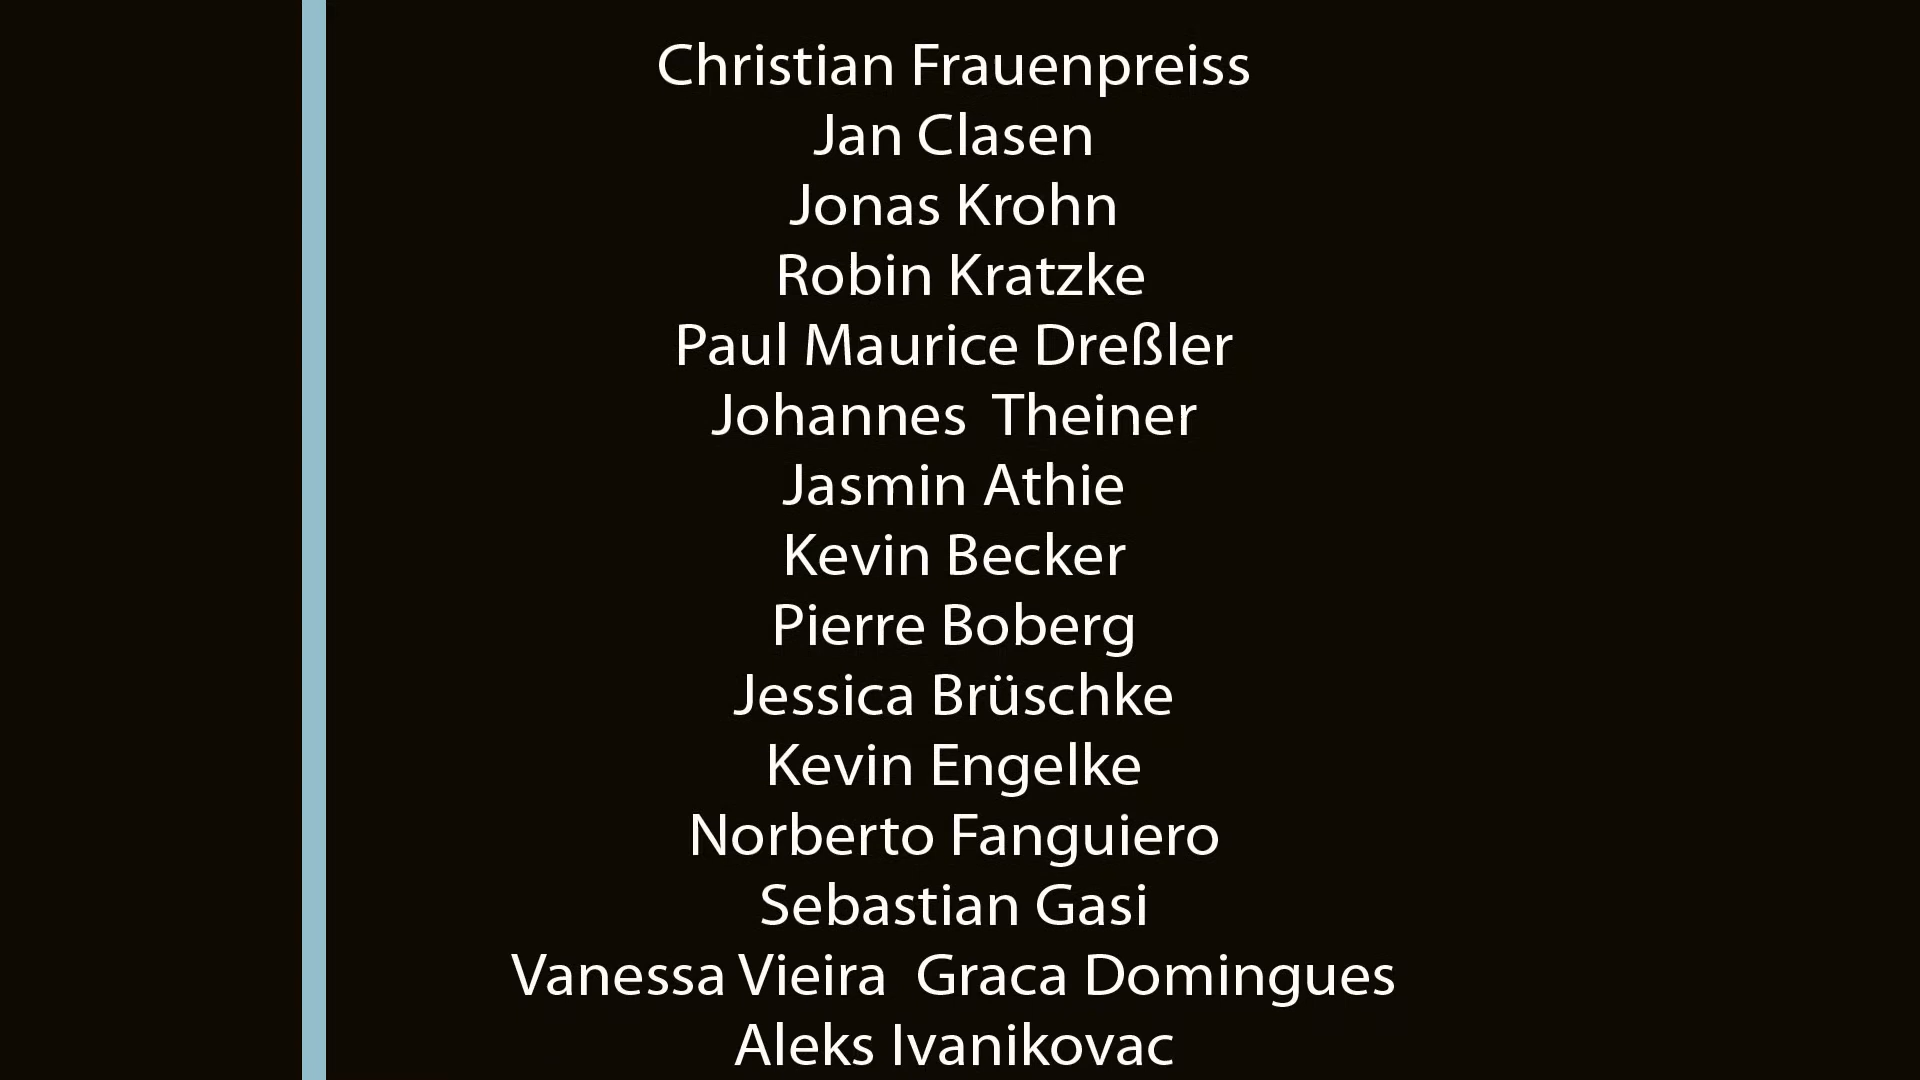 Christian Frauenpreiss
Jan Clasen
Jonas Krohn
Robin Kratzke
Paul Maurice Dreßler
Johannes  Theiner
Jasmin Athie
Kevin Becker
Pierre Boberg
Jessica Brüschke
Kevin Engelke
Norberto Fanguiero
Sebastian Gasi
Vanessa Vieira  Graca Domingues
Aleks Ivanikovac